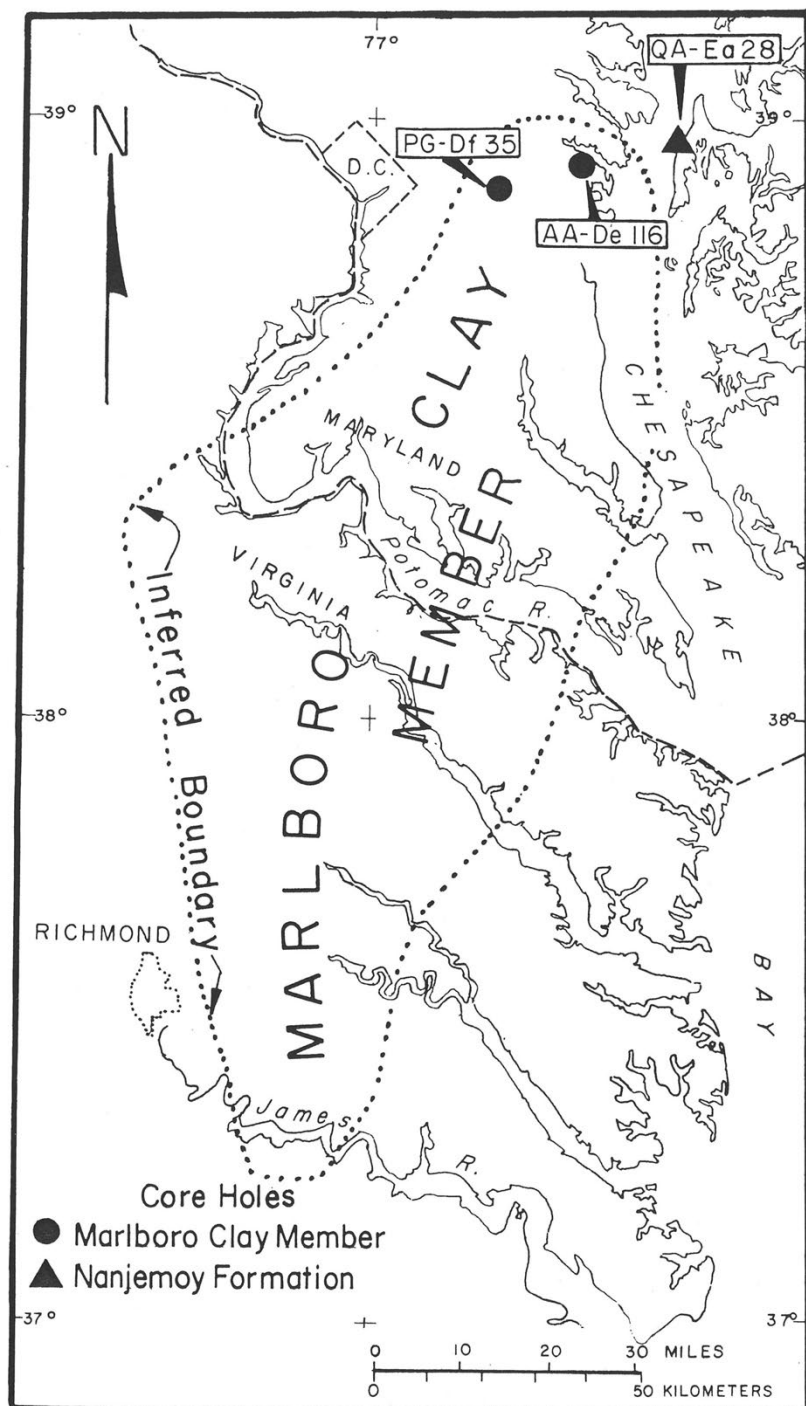 77°
QA-Ea 28
39°
39°
N
D.C.
PG-Df 35
AA-De 116
MARYLAND
VIRGINIA
Potomac R.
CHESAPEAKE
BAY
MARLBORO
MEMBER CLAY
Inferred Boundary
38°
38°
RICHMOND
James
R.
Core Holes
Marlboro Clay Member
Nanjemoy Formation
37°
37°
0 10 20 30 MILES
0 50 KILOMETERS